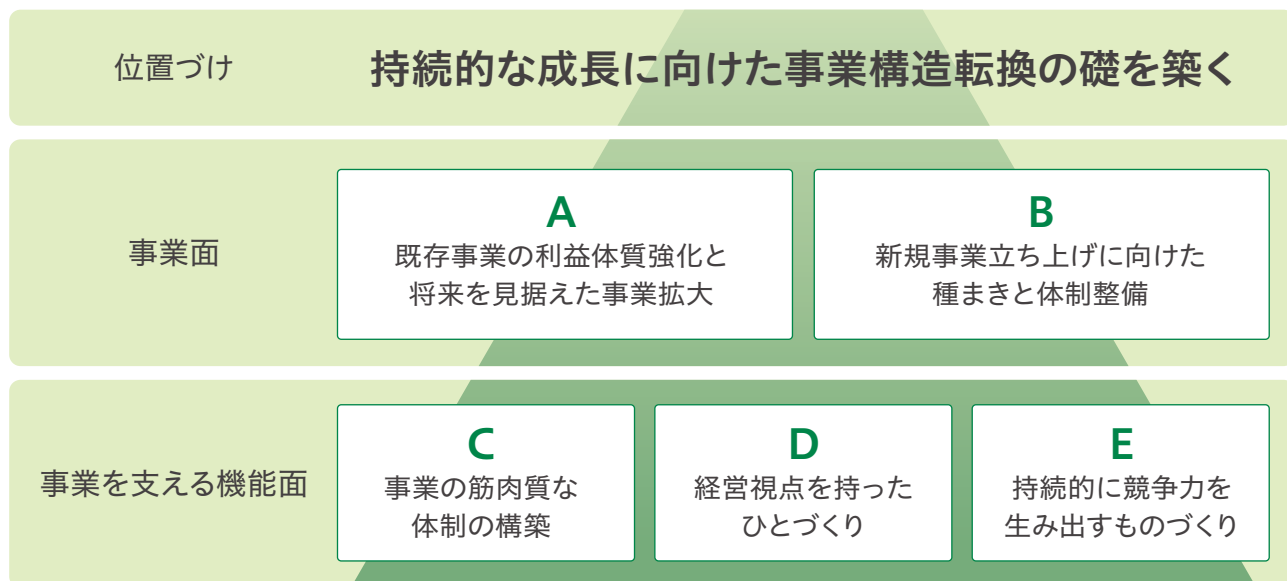 位置づけ
持続的な成長に向けた事業構造転換の礎を築く
事業面
A
既存事業の利益体質強化と
将来を見据えた事業拡大
B
新規事業立ち上げに向けた
種まきと体制整備
事業を支える機能面
C
事業の筋肉質な
体制の構築
D
経営視点を持った
ひとづくり
E
持続的に競争力を
生み出すものづくり